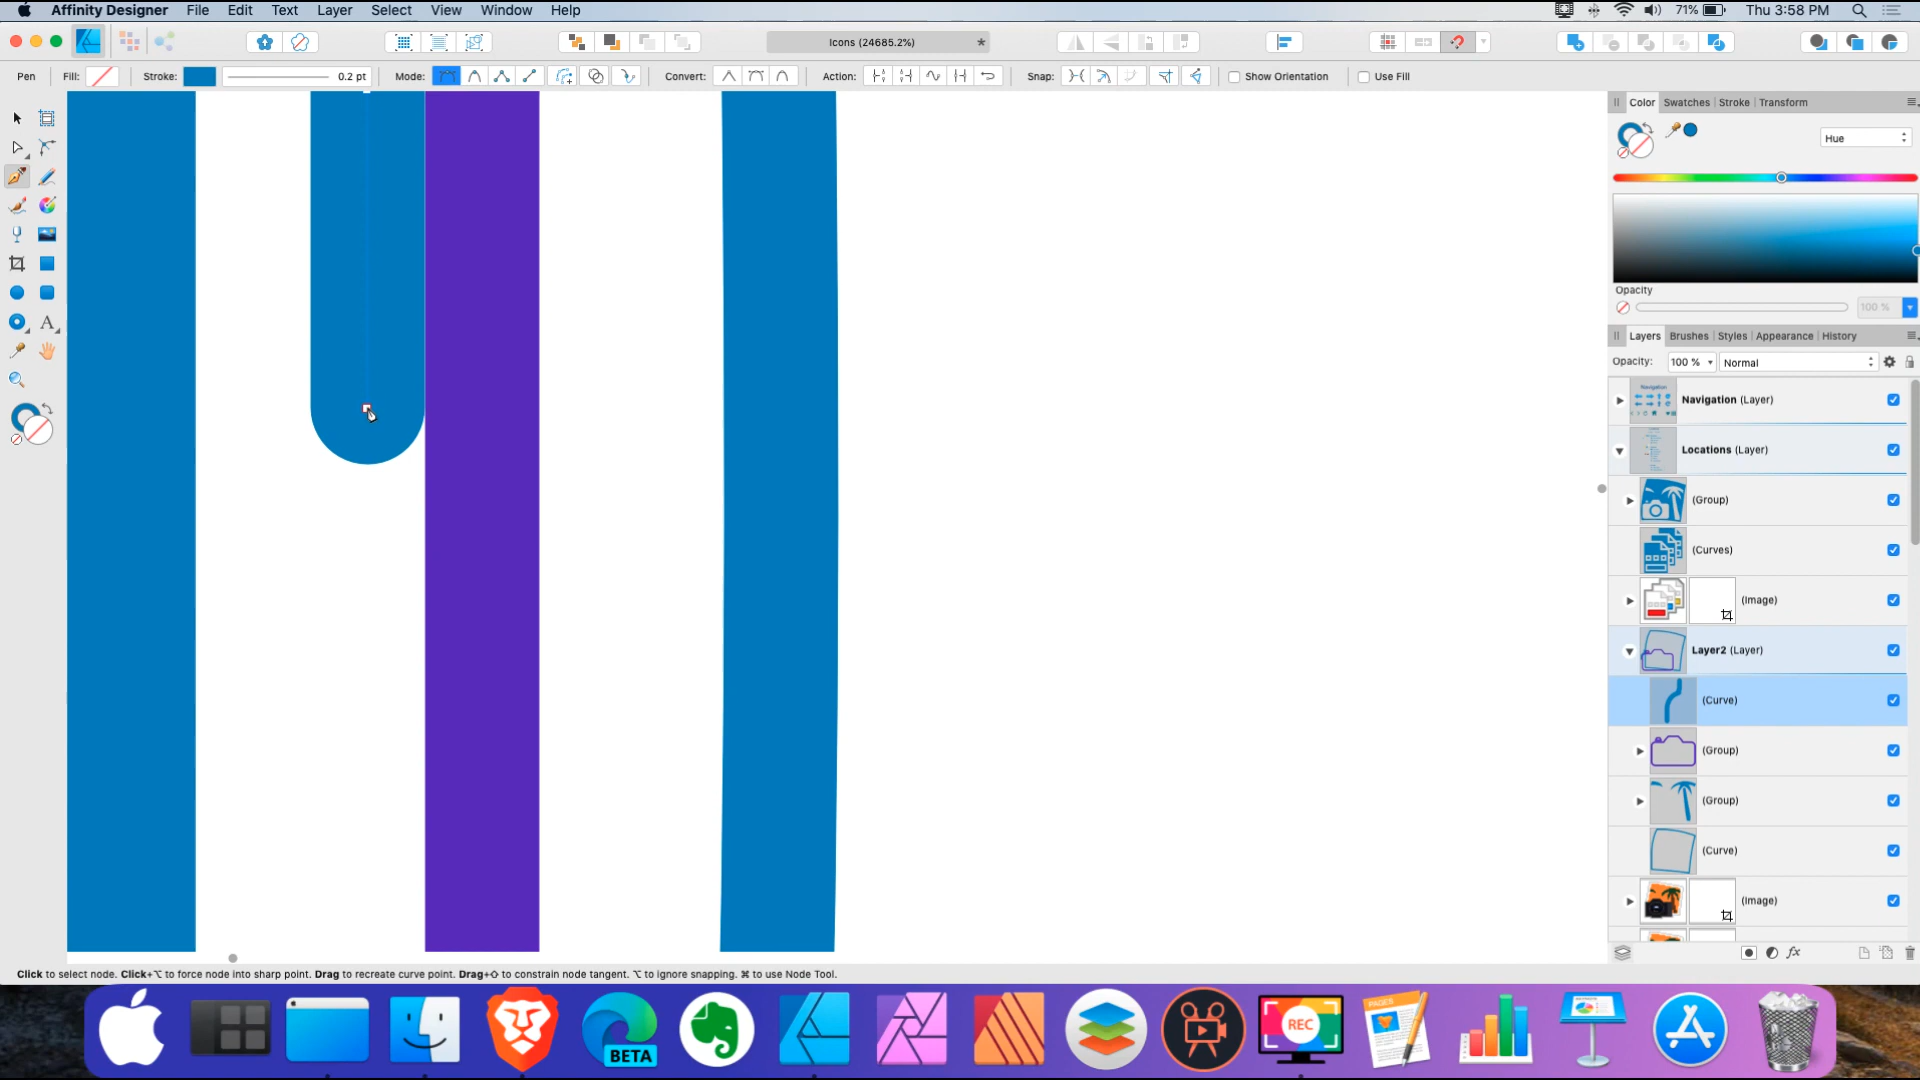 Affinity Designer File Edit Text Layer Select View Window Help 71% Thu 3:58 PM
Icons (24685.2%) *
Pen Fill: Stroke: 0.2 pt Mode: Convert: Action: Snap: Show Orientation Use Fill
Color Swatches Stroke Transform
Hue
A
Opacity
100 %
Layers Brushes Styles Appearance History
Opacity: 100 % Normal
Navigation (Layer)
Locations (Layer)
(Group)
(Curves)
(Image)
Layer2 (Layer)
(Curve)
(Group)
(Group)
(Curve)
(Image)
fx
Click to select node. Click+⌥ to force node into sharp point. Drag to recreate curve point. Drag+⇧ to constrain node tangent. ⌥ to ignore snapping. ⌘ to use Node Tool.
REC
BETA
PAGES